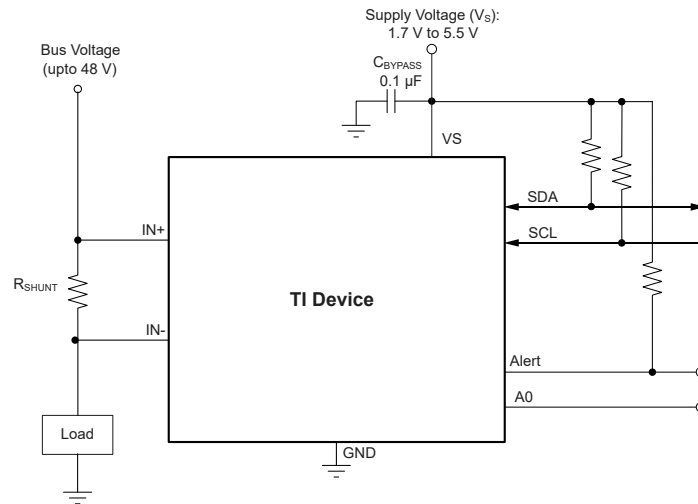 Supply Voltage (VS):
1.7 V to 5.5 V
Bus Voltage
(upto 48 V)
CBYPASS
0.1 µF
VS
SDA
IN+
SCL
RSHUNT
TI Device
IN-
Alert
A0
Load
GND